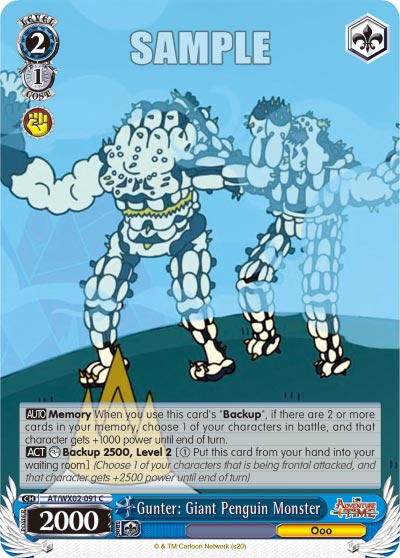 LEVEL
2
1
COST
SAMPLE
AUTO Memory When you use this card's "Backup", if there are 2 or more
cards in your memory, choose 1 of your characters in battle, and that
character gets +1000 power until end of turn.
ACT Backup 2500, Level 2 [① Put this card from your hand into your
waiting room] (Choose 1 of your characters that is being frontal attacked, and
that character gets +2500 power until end of turn)
CH AT/WX02-091 C
POWER 2000
Gunter: Giant Penguin Monster
ADVENTURE TIME
Ooo
© & TM Cartoon Network (s20)